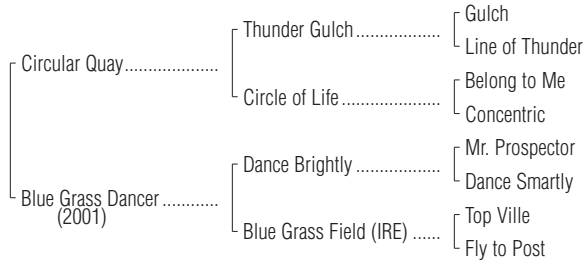 Gulch
Thunder Gulch..................
Line of Thunder
Circular Quay....................
Belong to Me
Circle of Life.....................
Concentric
Mr. Prospector
Dance Brightly..................
Dance Smartly
Blue Grass Dancer............
(2001)
Top Ville
Blue Grass Field (IRE)......
Fly to Post